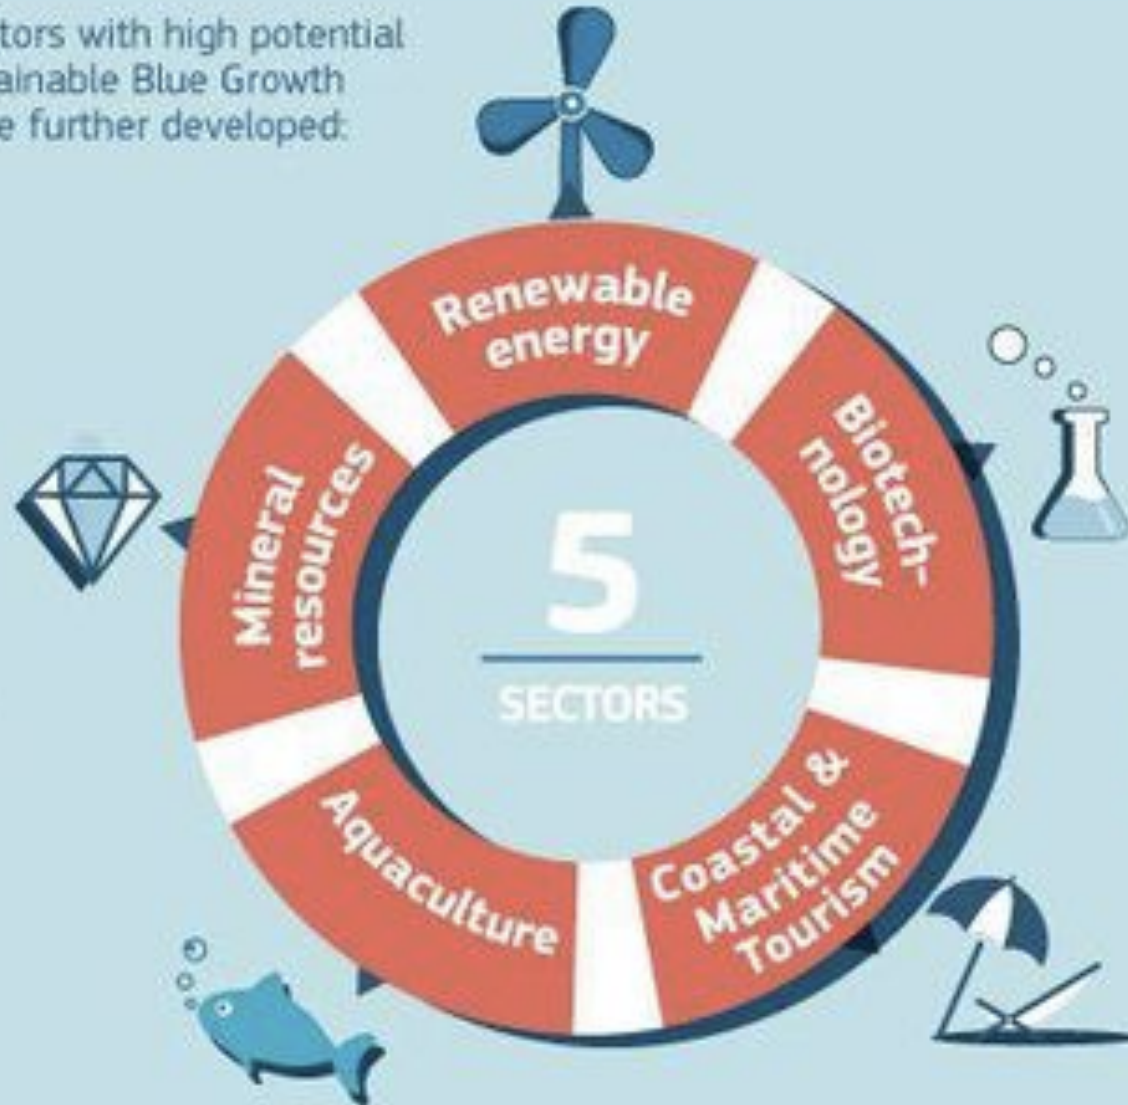 tors with high potential
ainable Blue Growth
e further developed:
Renewable
energy
Biotech-
nology
Coastal &
Maritime
Tourism
Aquaculture
Mineral
resources
5
SECTORS